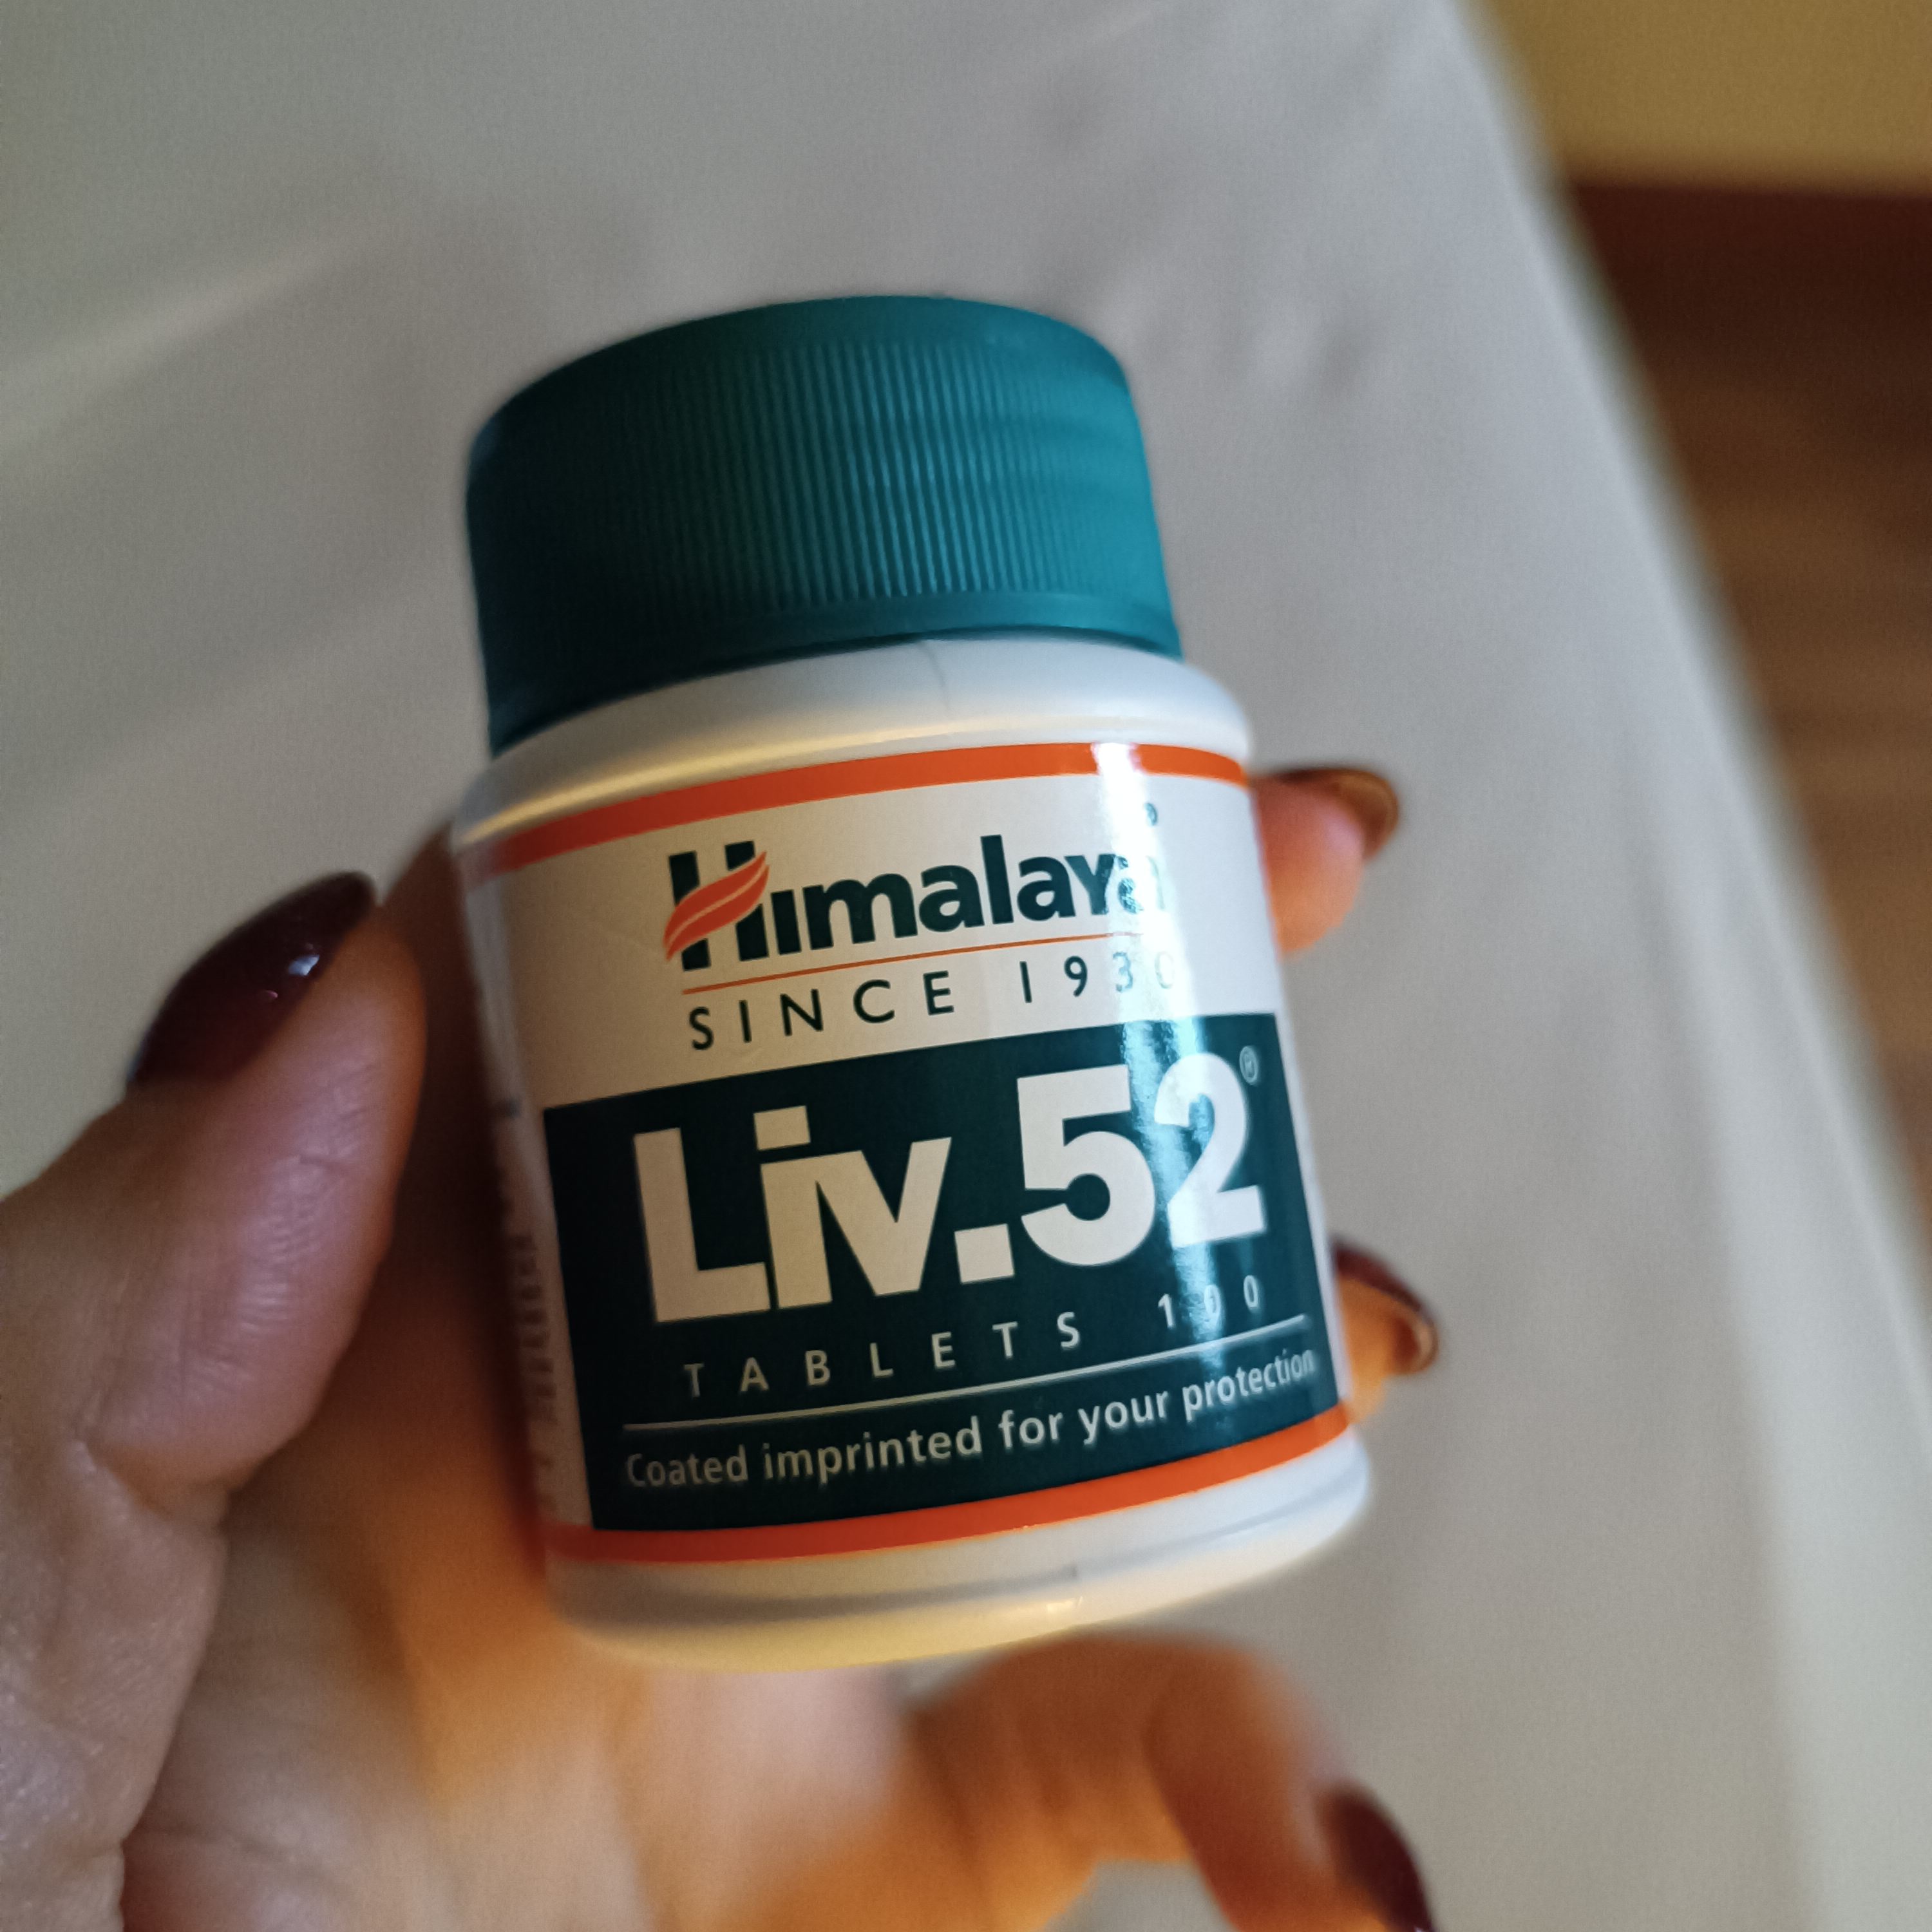 Himalaya
SINCE 1930
Liv.52®
TABLETS 100
Coated imprinted for your protection